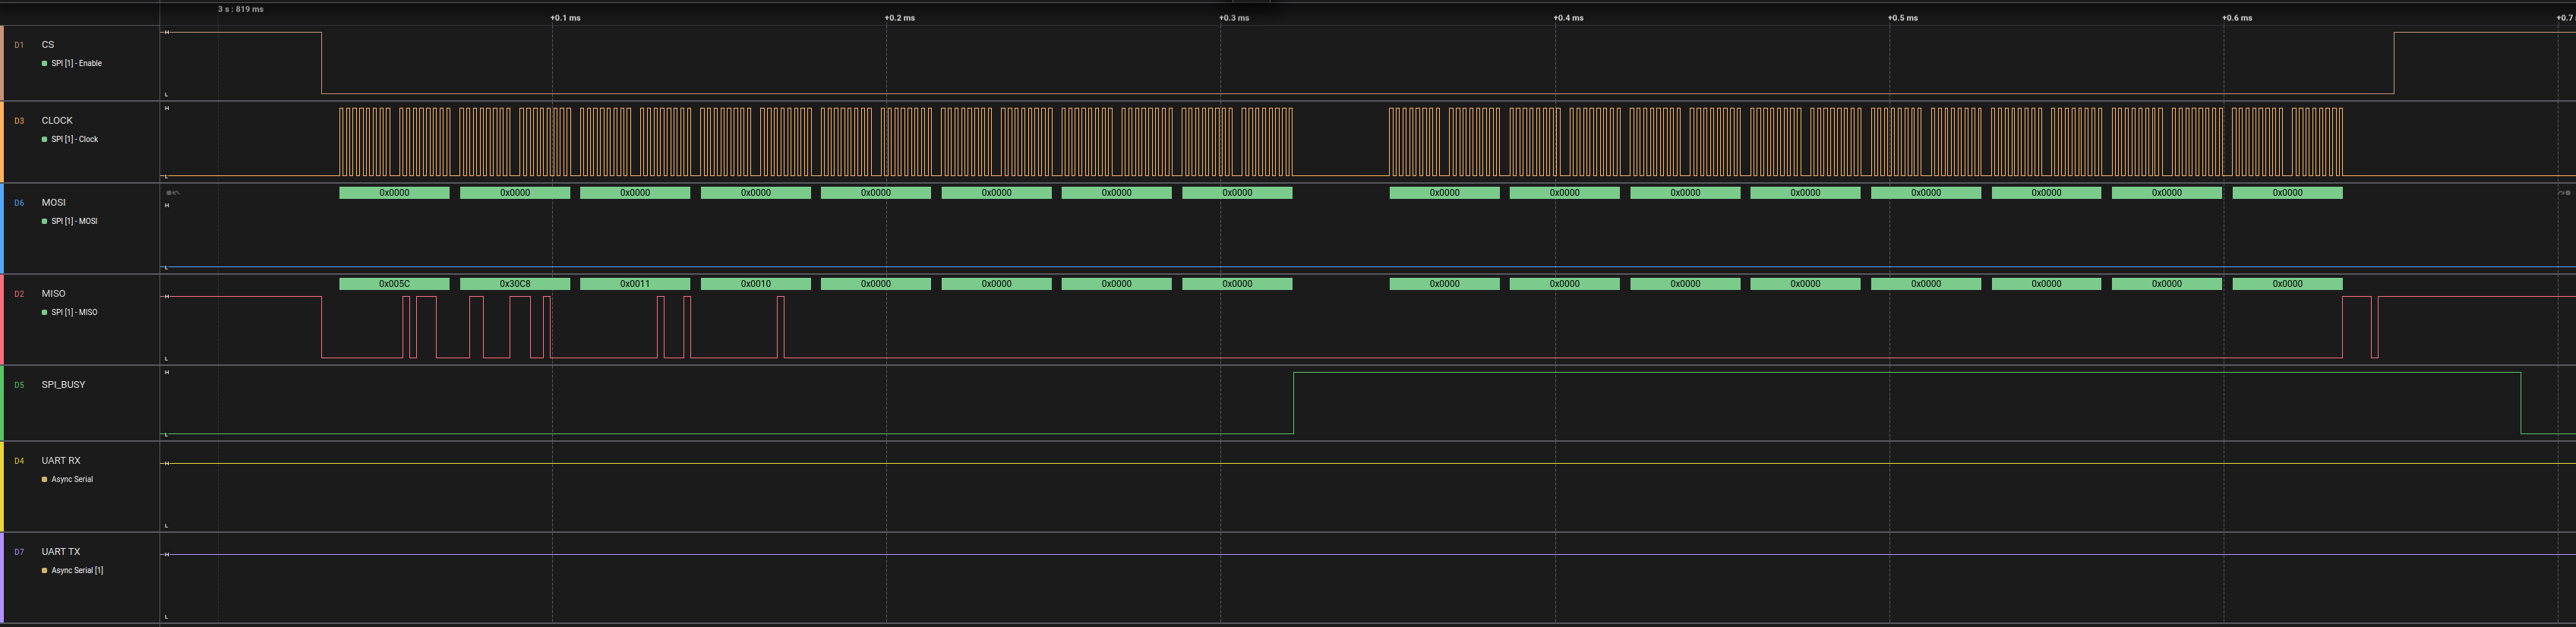 3 s : 819 ms
+0.1 ms +0.2 ms +0.3 ms +0.4 ms +0.5 ms +0.6 ms +0.7
D1 CS
SPI [1] - Enable
H
L
D3 CLOCK
SPI [1] - Clock
H
L
0x0000 0x0000 0x0000 0x0000 0x0000 0x0000 0x0000 0x0000 0x0000 0x0000 0x0000 0x0000 0x0000 0x0000 0x0000 0x0000
D6 MOSI
SPI [1] - MOSI
H
L
0x005C 0x30C8 0x0011 0x0010 0x0000 0x0000 0x0000 0x0000 0x0000 0x0000 0x0000 0x0000 0x0000 0x0000 0x0000 0x0000
D2 MISO
SPI [1] - MISO
H
L
D5 SPI_BUSY
H
L
D4 UART RX
Async Serial
H
L
D7 UART TX
Async Serial [1]
H
L